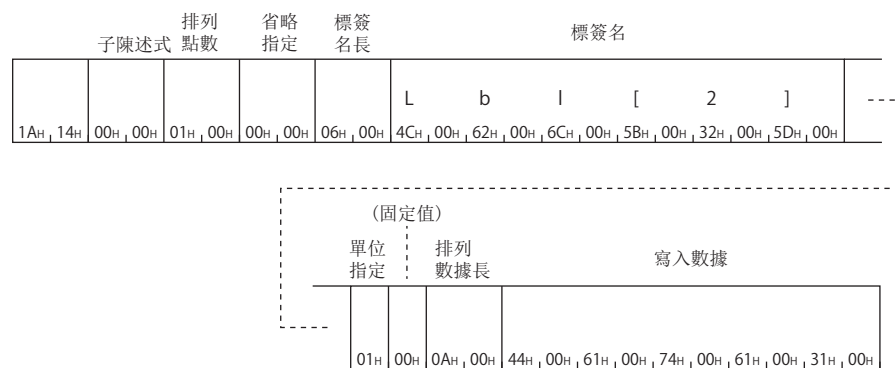 子陳述式 排列點數 省略指定 標簽名長 標簽名
L b l [ 2 ]
1AH 14H 00H 00H 01H 00H 00H 00H 06H 00H 4CH 00H 62H 00H 6CH 00H 5BH 00H 32H 00H 5DH 00H
(固定值)
單位指定 排列數據長 寫入數據
01H 00H 0AH 00H 44H 00H 61H 00H 74H 00H 61H 00H 31H 00H